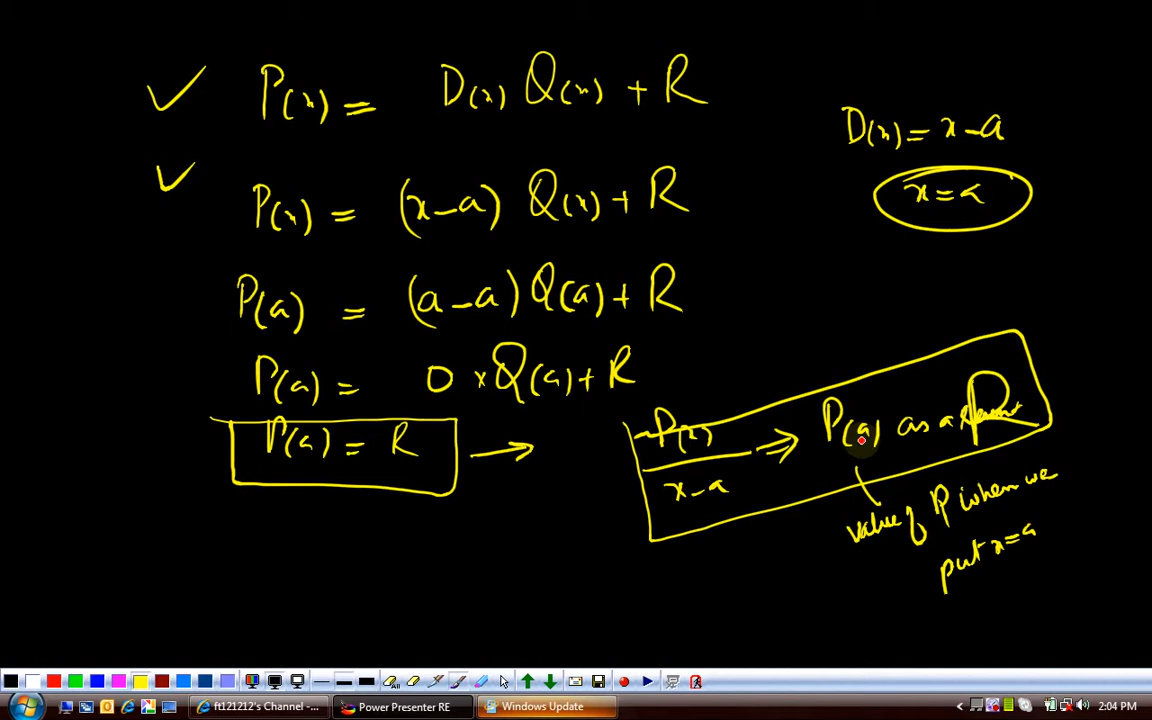 P(x) = D(x) Q(x) + R
D(x) = x - a
x = a
P(x) = (x - a) Q(x) + R
P(a) = (a - a) Q(a) + R
P(a) = 0 × Q(a) + R
P(a) = R →
P(x)
x - a
⇒ P(a) as a R
value of P when we
put x = a
ft121212's Channel -...
Power Presenter RE
Windows Update
2:04 PM